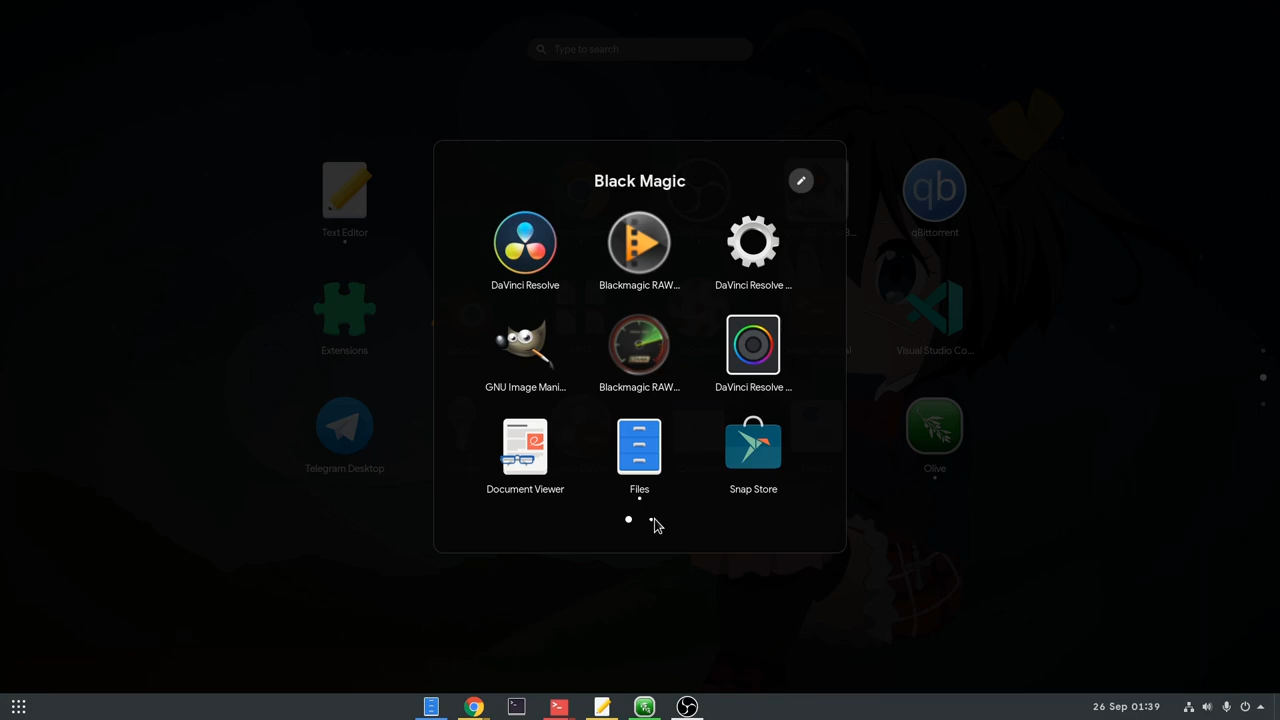 Type to search
Black Magic
Text Editor
qBittorrent
DaVinci Resolve
Blackmagic RAW...
DaVinci Resolve ...
Extensions
Visual Studio Co...
GNU Image Mani...
Blackmagic RAW...
DaVinci Resolve ...
Telegram Desktop
Olive
Document Viewer
Files
Snap Store
26 Sep 01:39